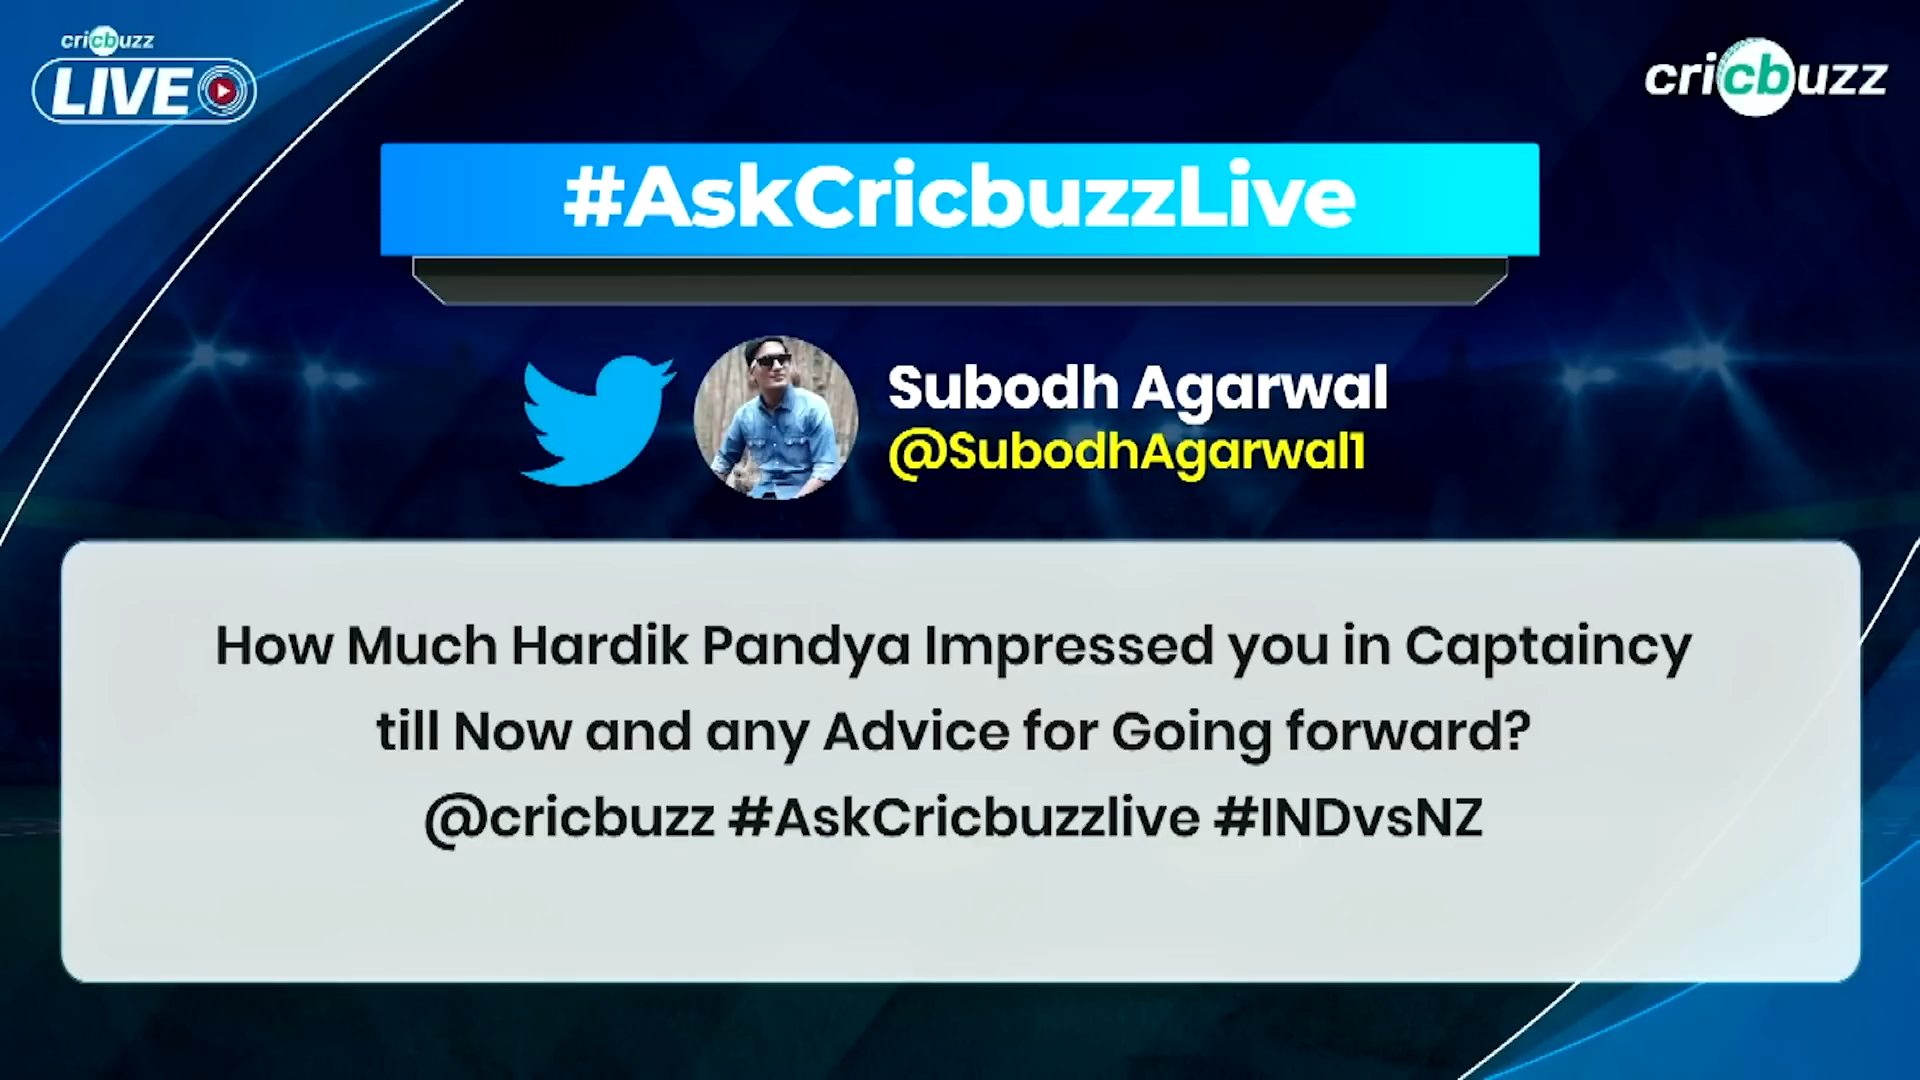 cricbuzz
LIVE
cricbuzz
#AskCricbuzzLive
Subodh Agarwal
@SubodhAgarwal1
How Much Hardik Pandya Impressed you in Captaincy
till Now and any Advice for Going forward?
@cricbuzz #AskCricbuzzlive #INDvsNZ